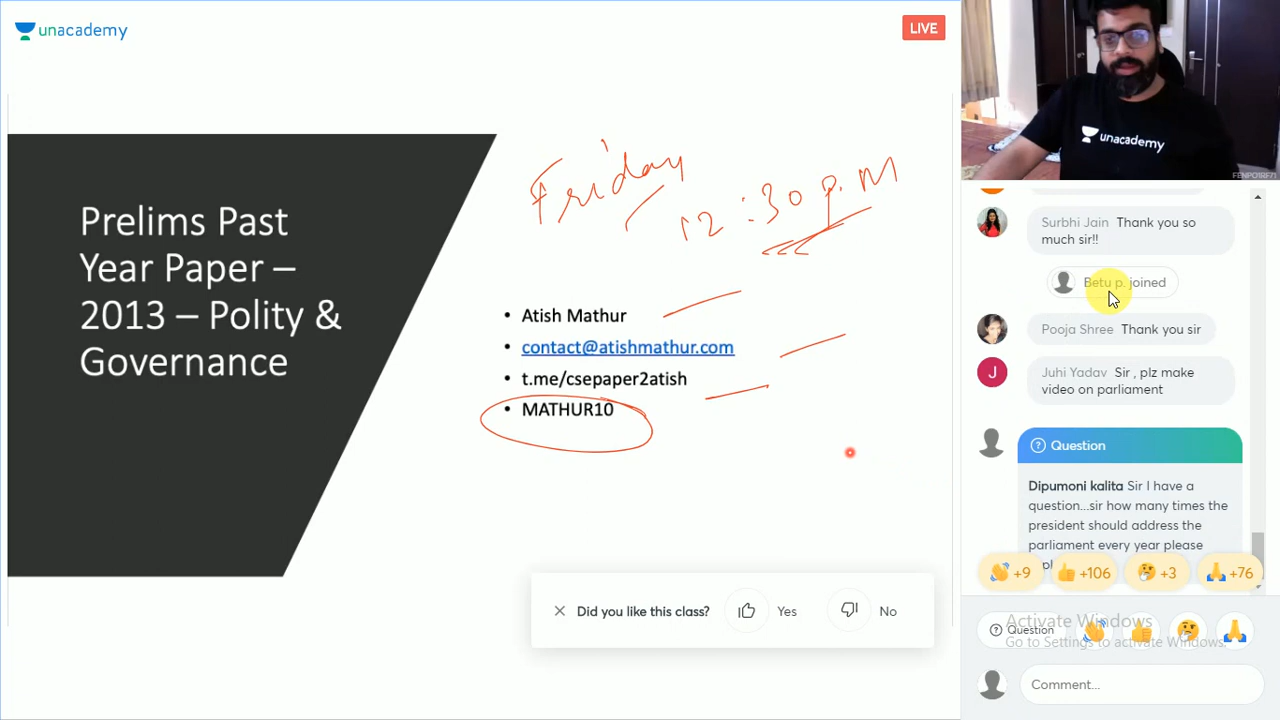 unacademy
LIVE
Friday
12:30 p.M
Prelims Past
Year Paper –
2013 – Polity &
Governance
• Atish Mathur
• contact@atishmathur.com
• t.me/csepaper2atish
• MATHUR10
Did you like this class?
Yes
No
unacademy
FENPO1RF71
Surbhi Jain Thank you so
much sir!!
Betu p. joined
Pooja Shree Thank you sir
Juhi Yadav Sir , plz make
video on parliament
J
Question
Dipumoni kalita Sir I have a
question...sir how many times the
president should address the
parliament every year please
+9
+106
+3
+76
Activate Windows
Go to Settings to activate Windows.
Question
Comment...